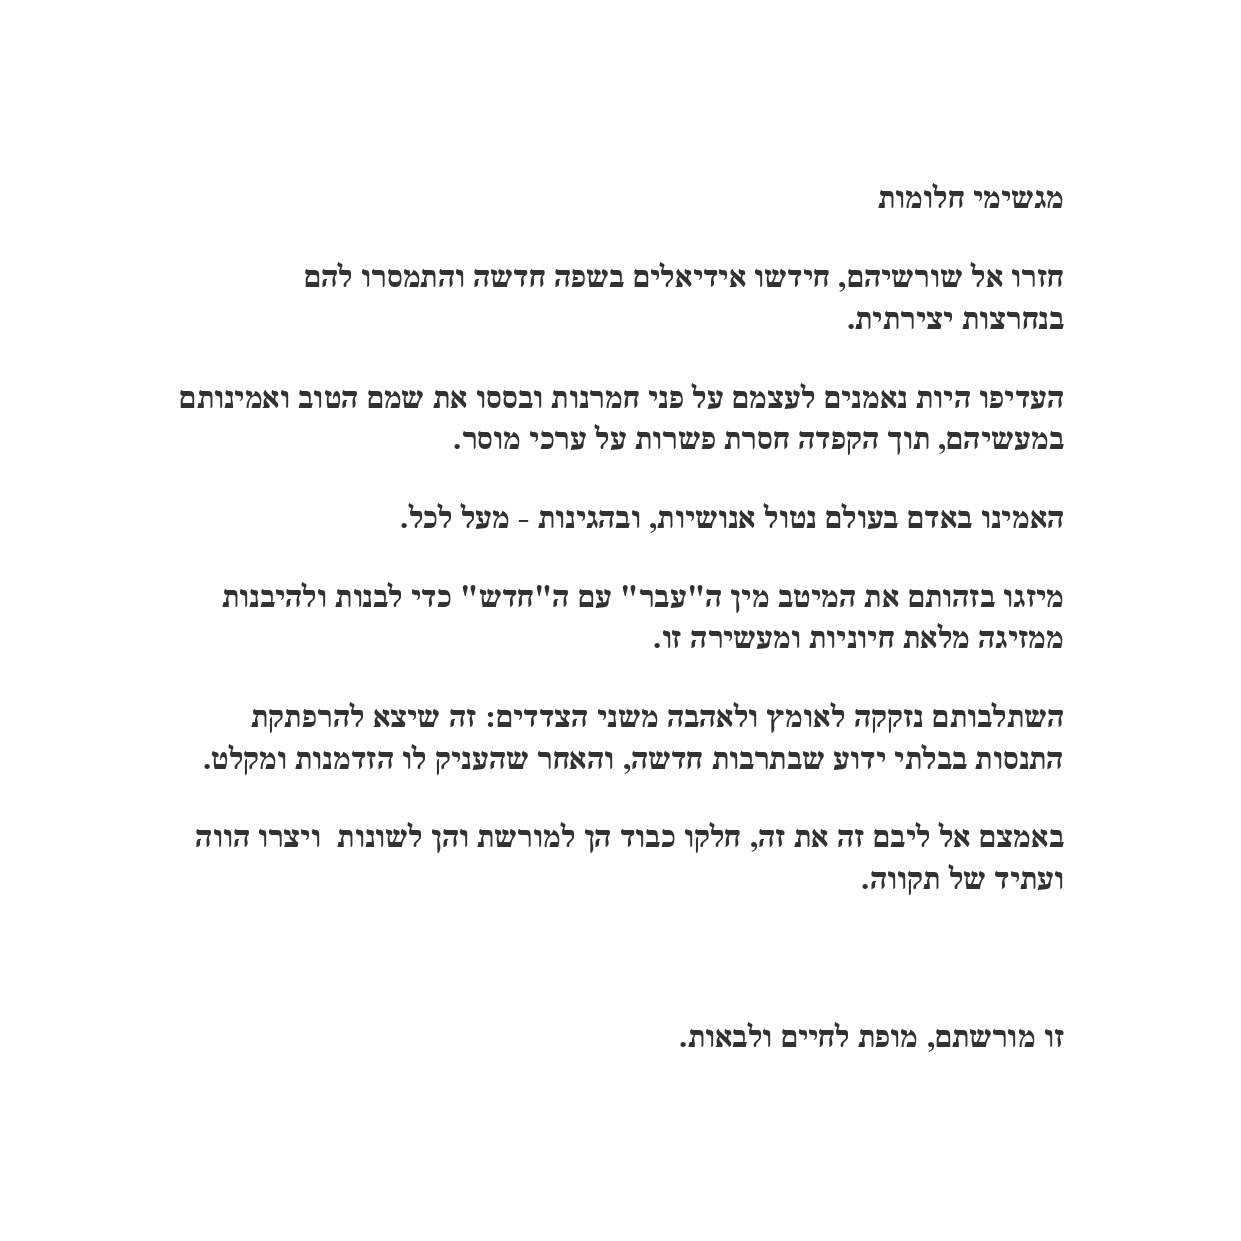 מגשימי חלומות
חזרו אל שורשיהם, חידשו אידיאלים בשפה חדשה והתמסרו להם
בנחרצות יצירתית.
העדיפו היות נאמנים לעצמם על פני חמרנות ובססו את שמם הטוב ואמינותם
במעשיהם, תוך הקפדה חסרת פשרות על ערכי מוסר.
האמינו באדם בעולם נטול אנושיות, ובהגינות - מעל לכל.
מיזגו בזהותם את המיטב מין ה"עבר" עם ה"חדש" כדי לבנות ולהיבנות
ממזיגה מלאת חיוניות ומעשירה זו.
השתלבותם נזקקה לאומץ ולאהבה משני הצדדים: זה שיצא להרפתקת
התנסות בבלתי ידוע שבתרבות חדשה, והאחר שהעניק לו הזדמנות ומקלט.
באמצם אל ליבם זה את זה, חלקו כבוד הן למורשת והן לשונות  ויצרו הווה
ועתיד של תקווה.
זו מורשתם, מופת לחיים ולבאות.